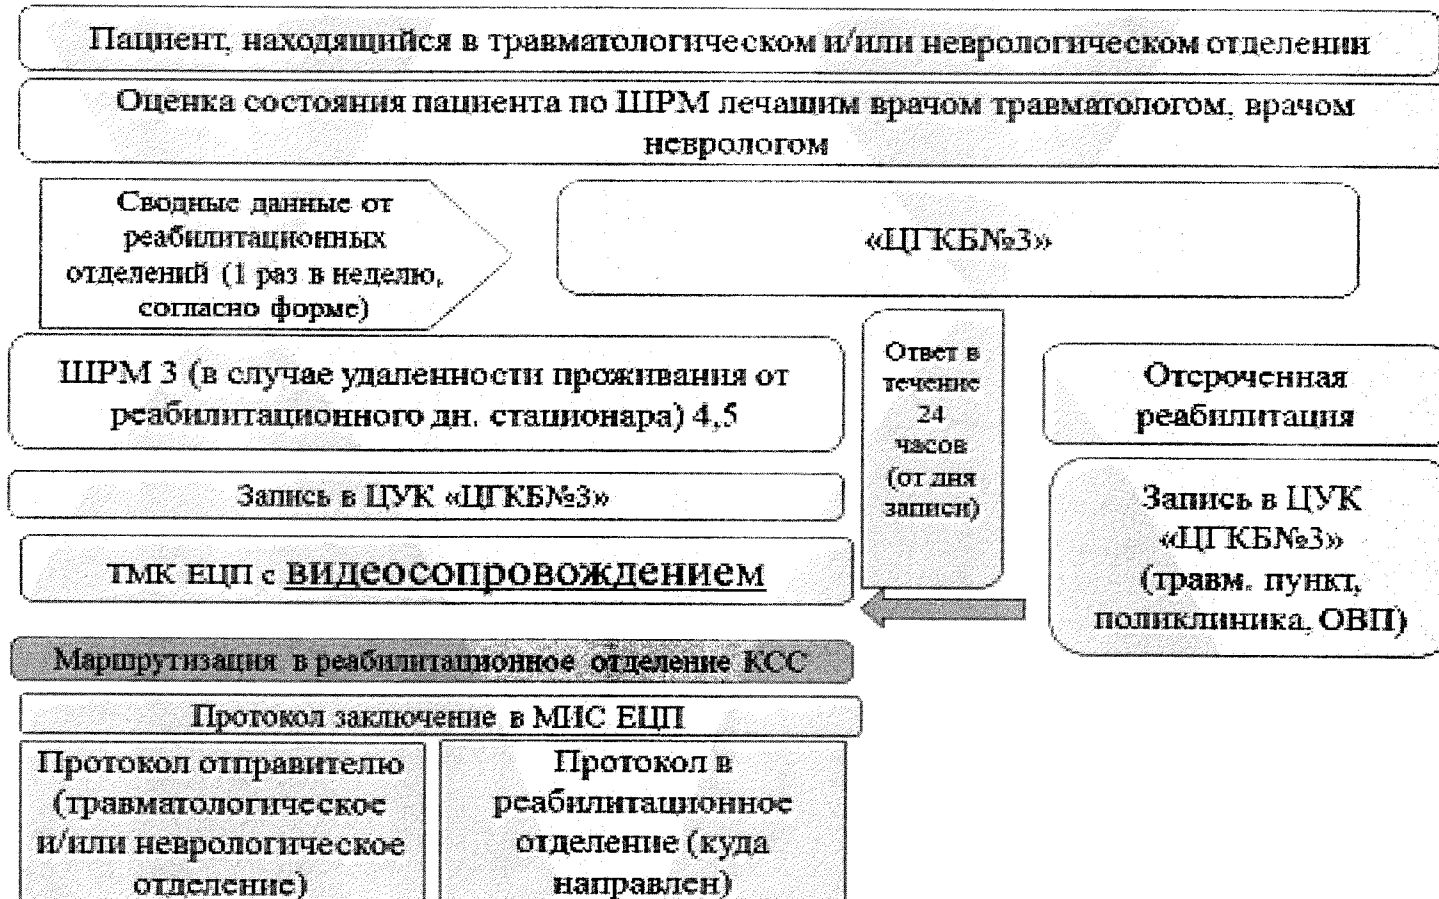 Пациент, находящийся в травматологическом и/или неврологическом отделении
Оценка состояния пациента по ШРМ лечащим врачом травматологом, врачом
неврологом
Сводные данные от
реабилитационных
отделений (1 раз в неделю,
согласно форме)
«ЦГКБ№3»
ШРМ 3 (в случае удаленности проживания от
реабилитационного дн. стационара) 4,5
Ответ в
течение
24
часов
(от дня
записи)
Отсроченная
реабилитация
Запись в ЦУК «ЦГКБ№3»
Запись в ЦУК
«ЦГКБ№3»
(травм. пункт,
поликлиника, ОВП)
ТМК ЕЦП с видеосопровождением
Маршрутизация в реабилитационное отделение КСС
Протокол заключение в МИС ЕЦП
Протокол отправителю
(травматологическое
и/или неврологическое
отделение)
Протокол в
реабилитационное
отделение (куда
направлен)